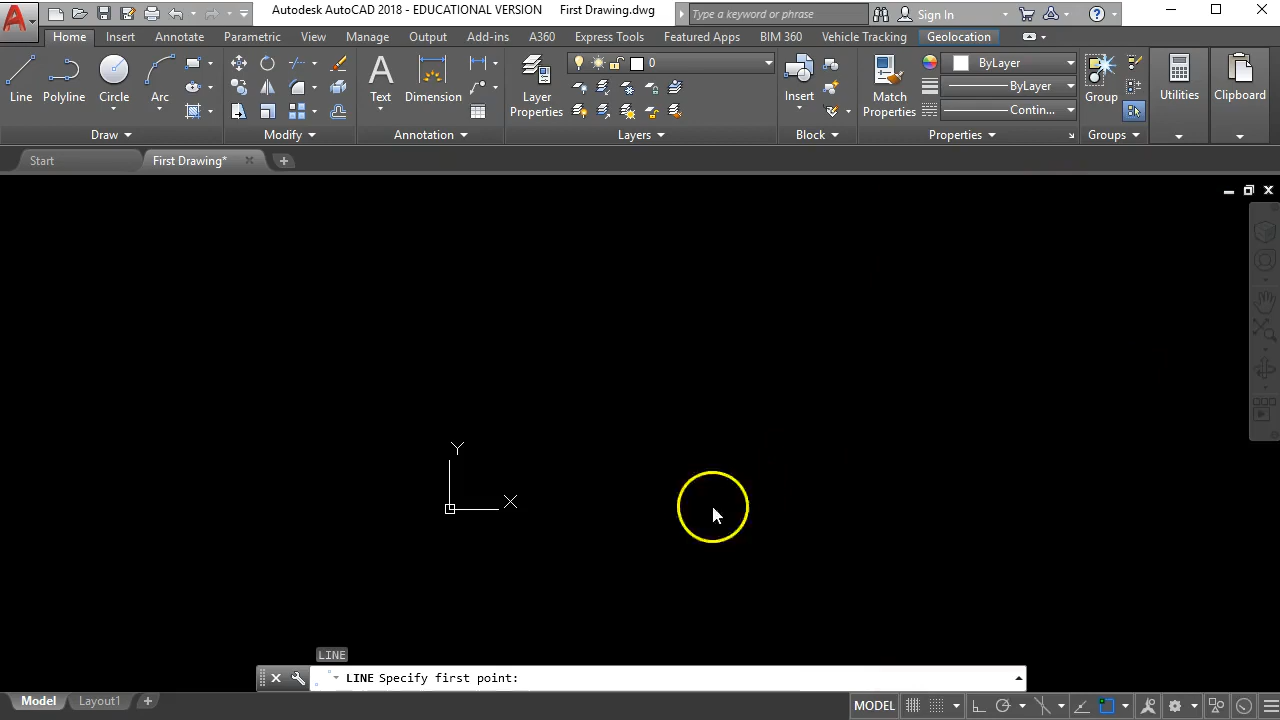 Autodesk AutoCAD 2018 - EDUCATIONAL VERSION First Drawing.dwg Type a keyword or phrase Sign In
Home Insert Annotate Parametric View Manage Output Add-ins A360 Express Tools Featured Apps BIM 360 Vehicle Tracking Geolocation
0 ByLayer
ByLayer
Contin...
Line Polyline Circle Arc Text Dimension Layer Properties Insert Match Properties Group Utilities Clipboard
Draw Modify Annotation Layers Block Properties Groups
Start First Drawing*
Y
X
LINE
LINE Specify first point:
Model Layout1 MODEL